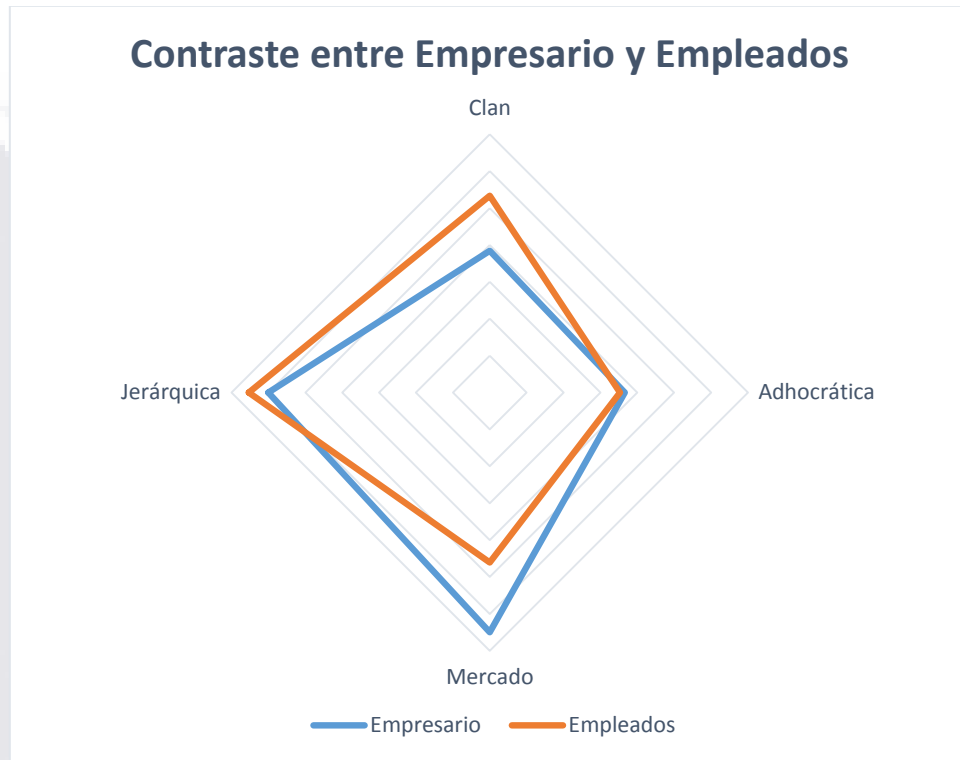 Contraste entre Empresario y Empleados
Clan
Jerárquica
Adhocrática
Mercado
Empresario
Empleados